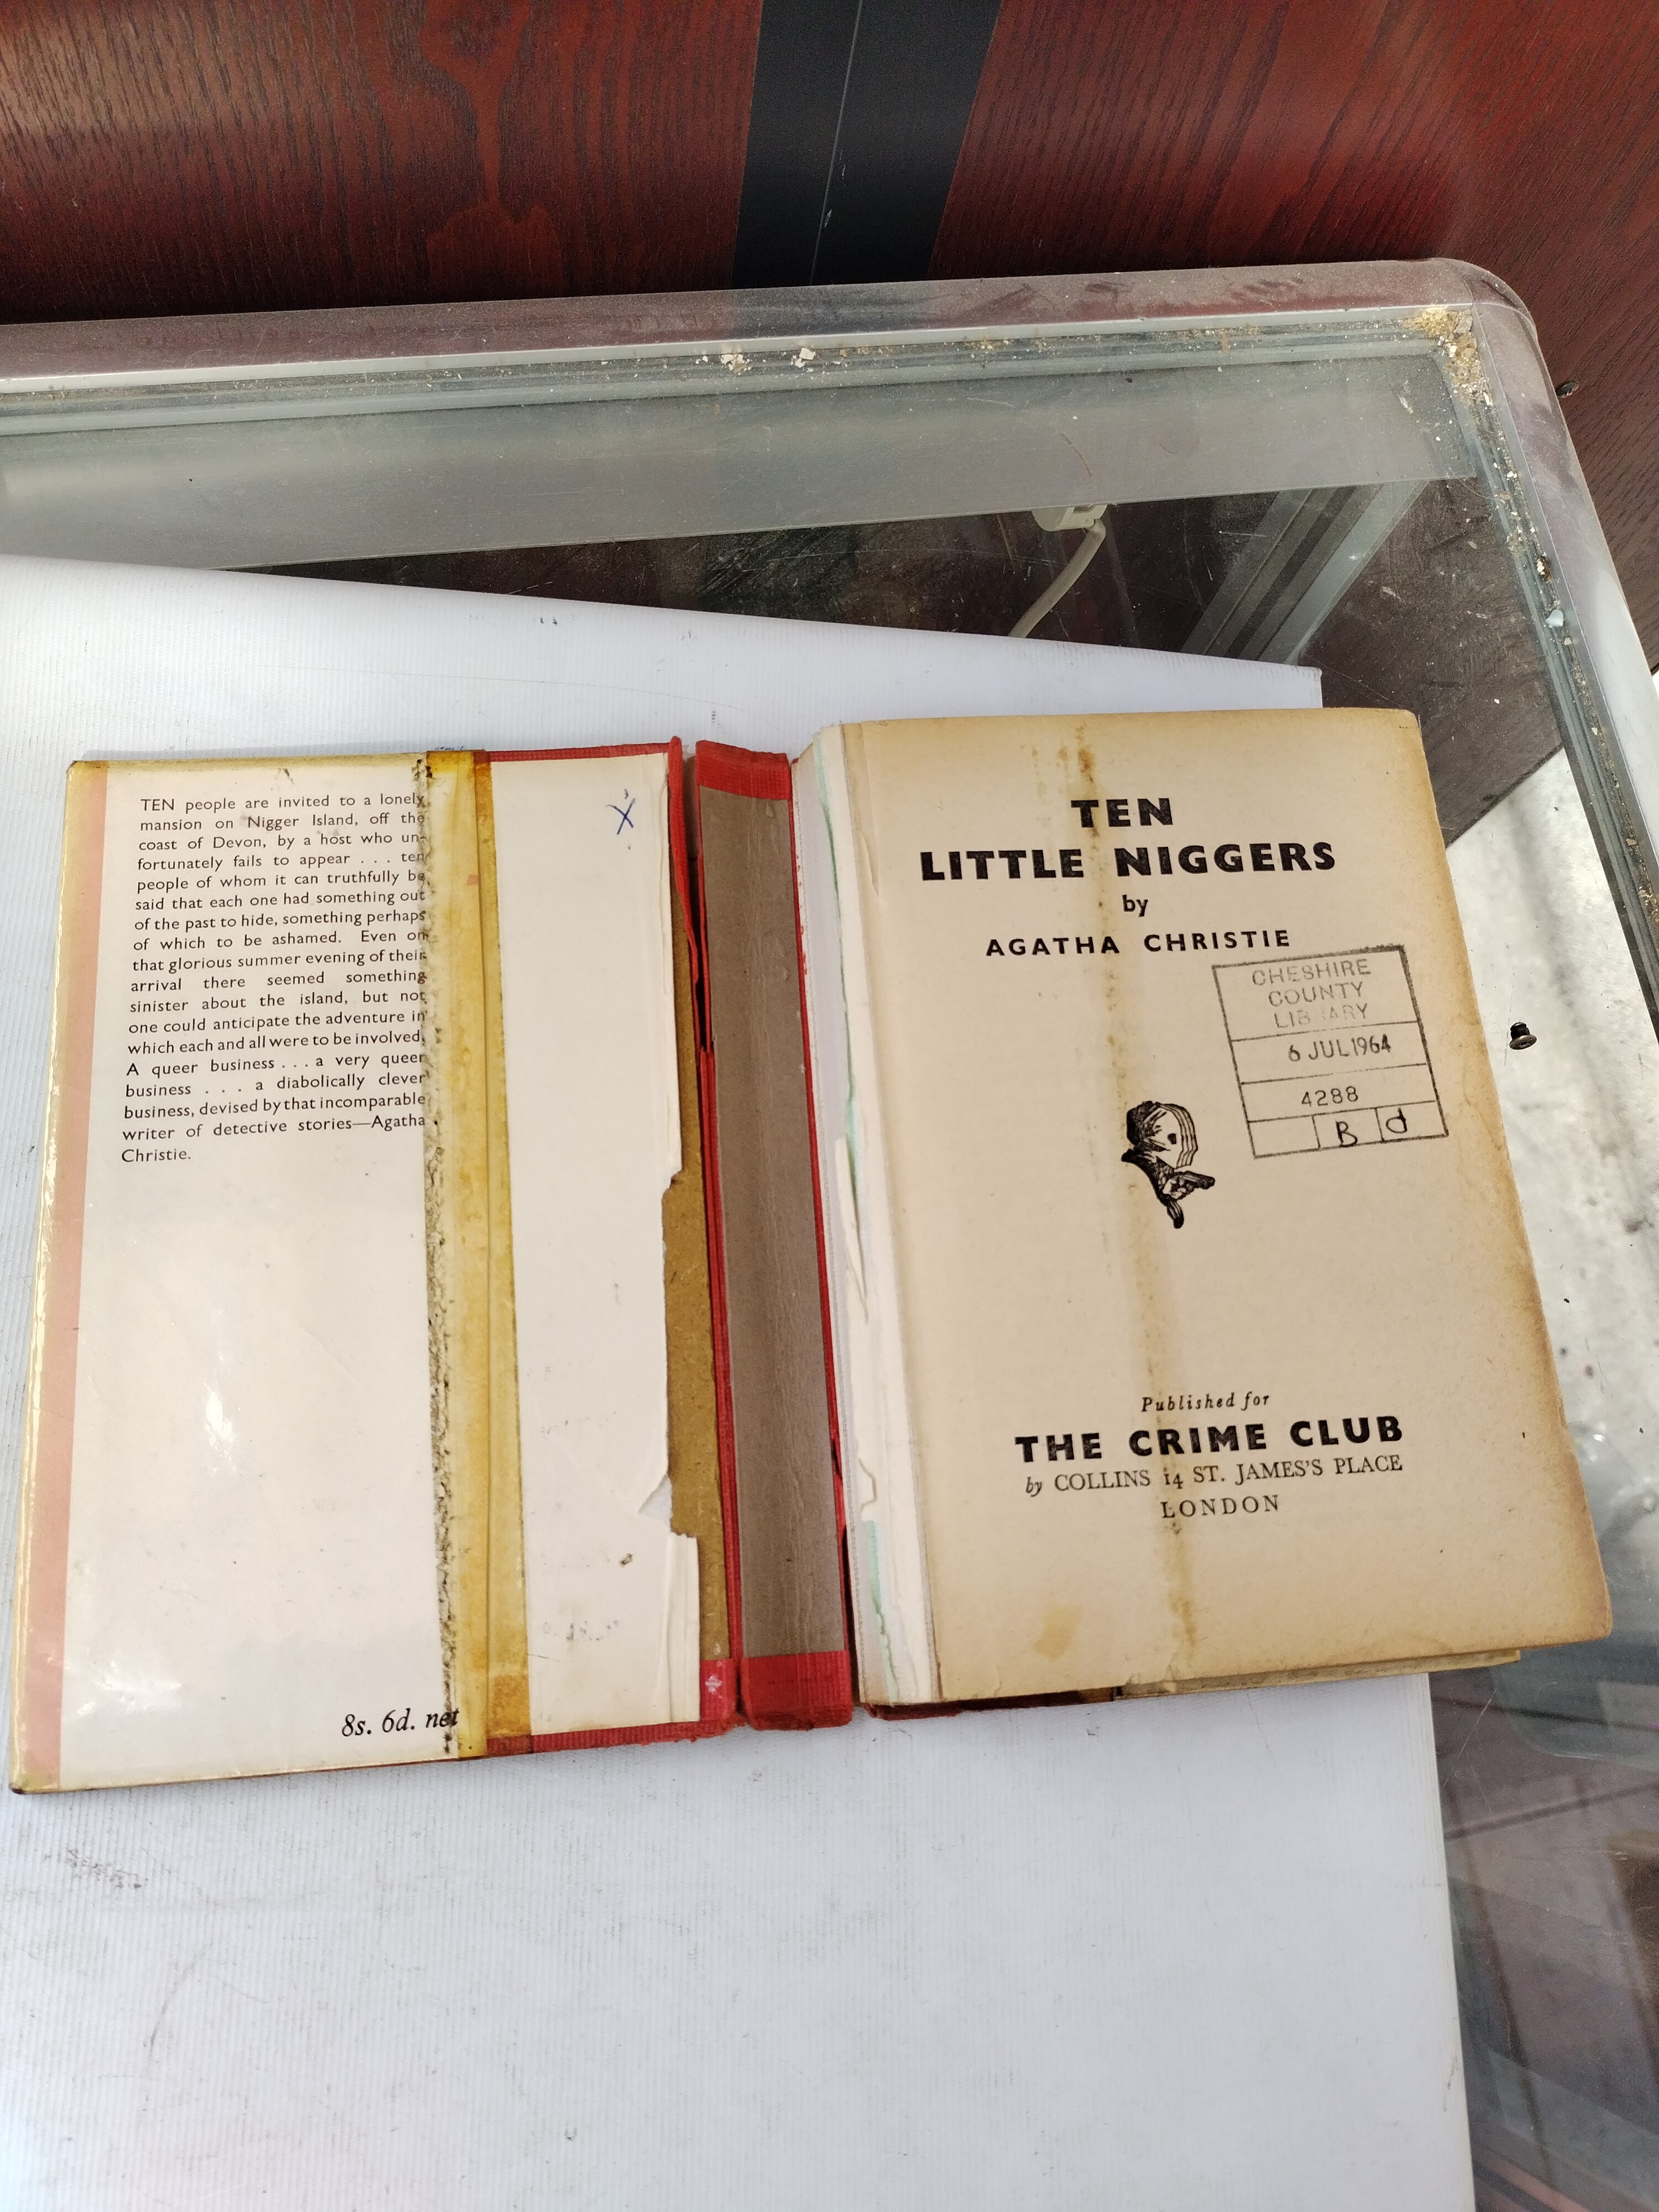 TEN people are invited to a lonely
mansion on Nigger Island, off the
coast of Devon, by a host who un-
fortunately fails to appear . . . ten
people of whom it can truthfully be
said that each one had something out
of the past to hide, something perhaps
of which to be ashamed. Even on
that glorious summer evening of their
arrival there seemed something
sinister about the island, but not
one could anticipate the adventure in
which each and all were to be involved.
A queer business . . . a very queer
business . . . a diabolically clever
business, devised by that incomparable
writer of detective stories—Agatha
Christie.
8s. 6d. net
X
TEN
LITTLE NIGGERS
by
AGATHA CHRISTIE
CHESHIRE
COUNTY
LIBRARY
6 JUL 1964
4288
B d
Published for
THE CRIME CLUB
by COLLINS 14 ST. JAMES'S PLACE
LONDON